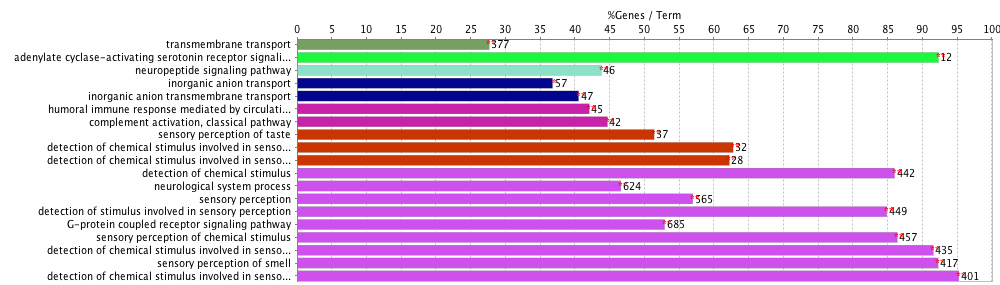 %Genes / Term
0 5 10 15 20 25 30 35 40 45 50 55 60 65 70 75 80 85 90 95 100
transmembrane transport **377
adenylate cyclase-activating serotonin receptor signali... **12
neuropeptide signaling pathway **46
inorganic anion transport **57
inorganic anion transmembrane transport **47
humoral immune response mediated by circulati... **45
complement activation, classical pathway **42
sensory perception of taste **37
detection of chemical stimulus involved in senso... **32
detection of chemical stimulus involved in senso... **28
detection of chemical stimulus **442
neurological system process **624
sensory perception **565
detection of stimulus involved in sensory perception **449
G-protein coupled receptor signaling pathway **685
sensory perception of chemical stimulus **457
detection of chemical stimulus involved in senso... **435
sensory perception of smell **417
detection of chemical stimulus involved in senso... **401